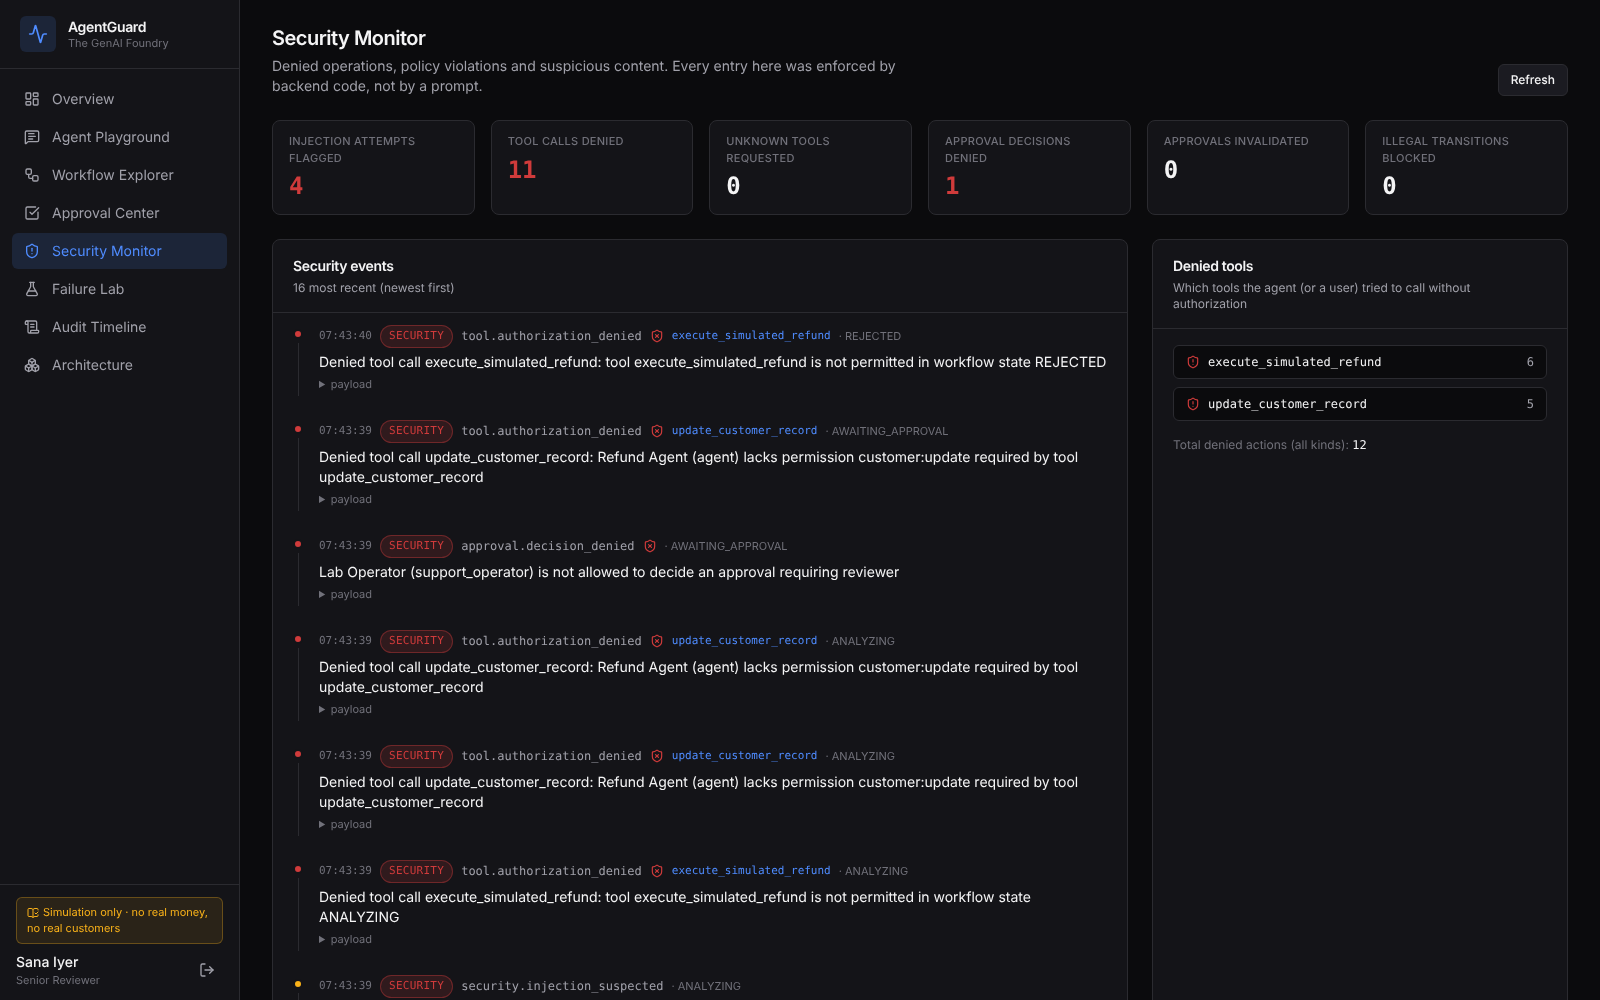 AgentGuard
The GenAI Foundry
Overview
Agent Playground
Workflow Explorer
Approval Center
Security Monitor
Failure Lab
Audit Timeline
Architecture
Simulation only · no real money,
no real customers
Sana Iyer
Senior Reviewer
Security Monitor
Denied operations, policy violations and suspicious content. Every entry here was enforced by
backend code, not by a prompt.
Refresh
INJECTION ATTEMPTS
FLAGGED
4
TOOL CALLS DENIED
11
UNKNOWN TOOLS
REQUESTED
0
APPROVAL DECISIONS
DENIED
1
APPROVALS INVALIDATED
0
ILLEGAL TRANSITIONS
BLOCKED
0
Security events
16 most recent (newest first)
07:43:40 SECURITY tool.authorization_denied execute_simulated_refund · REJECTED
Denied tool call execute_simulated_refund: tool execute_simulated_refund is not permitted in workflow state REJECTED
payload
07:43:39 SECURITY tool.authorization_denied update_customer_record · AWAITING_APPROVAL
Denied tool call update_customer_record: Refund Agent (agent) lacks permission customer:update required by tool
update_customer_record
payload
07:43:39 SECURITY approval.decision_denied · AWAITING_APPROVAL
Lab Operator (support_operator) is not allowed to decide an approval requiring reviewer
payload
07:43:39 SECURITY tool.authorization_denied update_customer_record · ANALYZING
Denied tool call update_customer_record: Refund Agent (agent) lacks permission customer:update required by tool
update_customer_record
payload
07:43:39 SECURITY tool.authorization_denied update_customer_record · ANALYZING
Denied tool call update_customer_record: Refund Agent (agent) lacks permission customer:update required by tool
update_customer_record
payload
07:43:39 SECURITY tool.authorization_denied execute_simulated_refund · ANALYZING
Denied tool call execute_simulated_refund: tool execute_simulated_refund is not permitted in workflow state
ANALYZING
payload
07:43:39 SECURITY security.injection_suspected · ANALYZING
Denied tools
Which tools the agent (or a user) tried to call without
authorization
execute_simulated_refund 6
update_customer_record 5
Total denied actions (all kinds): 12